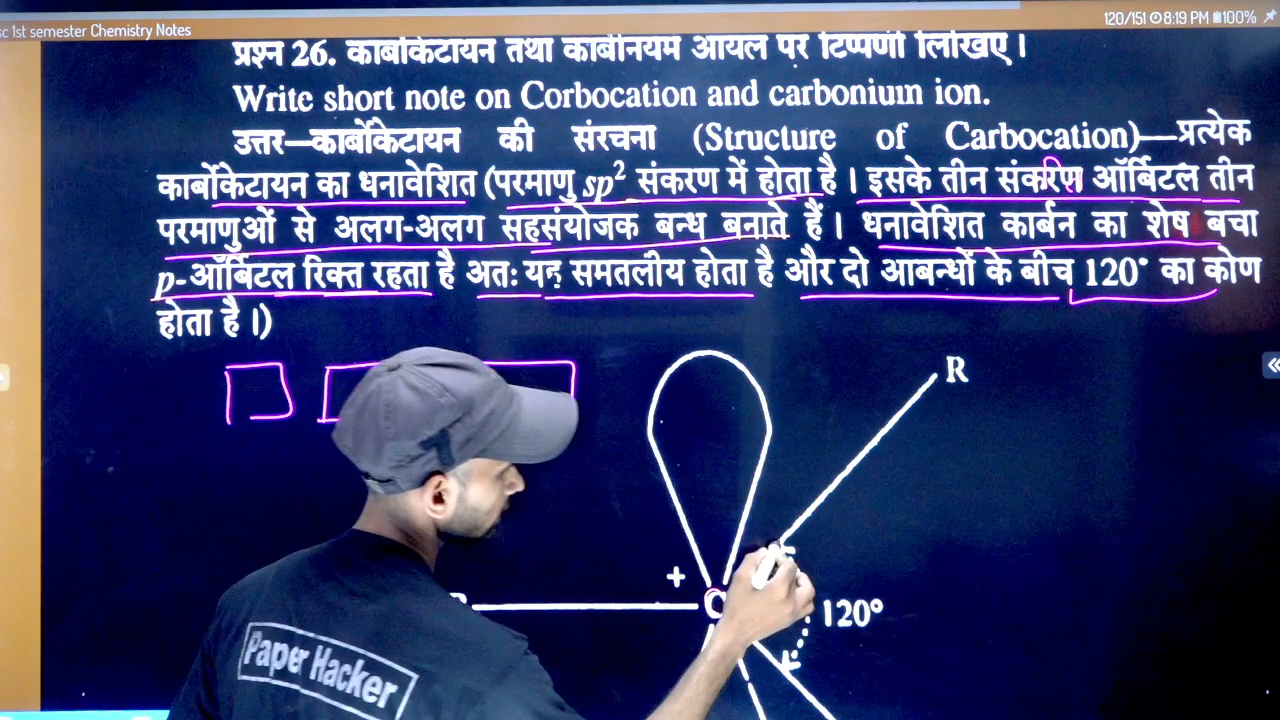 sc 1st semester Chemistry Notes
120/151 8:19 PM 100%
प्रश्न 26. कार्बोकेटायन तथा कार्बोनियम आयन पर टिप्पणी लिखिए।
Write short note on Corbocation and carbonium ion.
उत्तर—कार्बोकेटायन की संरचना (Structure of Carbocation)—प्रत्येक
कार्बोकेटायन का धनावेशित (परमाणु sp² संकरण में होता है। इसके तीन संकरित ऑर्बिटल तीन
परमाणुओं से अलग-अलग सहसंयोजक बन्ध बनाते हैं। धनावेशित कार्बन का शेष बचा
p-ऑर्बिटल रिक्त रहता है अतः यह समतलीय होता है और दो आबन्धों के बीच 120° का कोण
होता है।)
R
+
C
120°
Paper Hacker